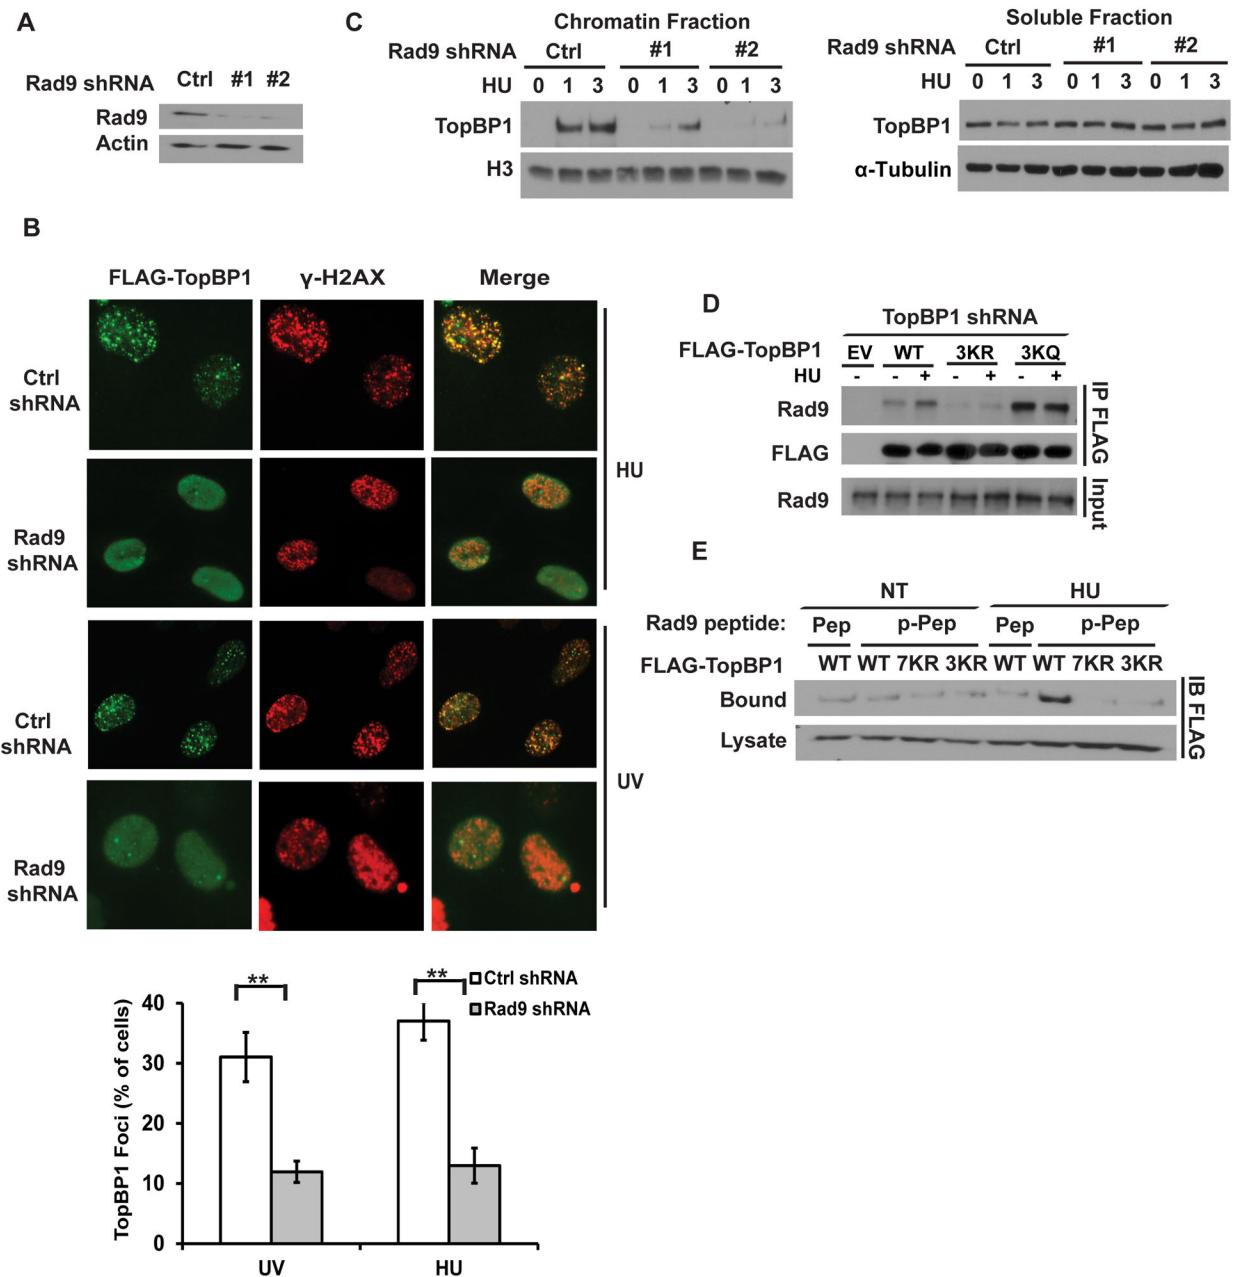 A
Rad9 shRNA Ctrl #1 #2
Rad9
Actin
C
Chromatin Fraction
Rad9 shRNA Ctrl #1 #2
HU 0 1 3 0 1 3 0 1 3
TopBP1
H3
Soluble Fraction
Rad9 shRNA Ctrl #1 #2
HU 0 1 3 0 1 3 0 1 3
TopBP1
α-Tubulin
B
FLAG-TopBP1 γ-H2AX Merge
Ctrl
shRNA
Rad9
shRNA
HU
Ctrl
shRNA
Rad9
shRNA
UV
** **
Ctrl shRNA
Rad9 shRNA
TopBP1 Foci (% of cells)
40
30
20
10
0
UV HU
D
TopBP1 shRNA
FLAG-TopBP1 EV WT 3KR 3KQ
HU - - + - + - +
Rad9
FLAG
Rad9
IP FLAG
Input
E
NT HU
Rad9 peptide: Pep p-Pep Pep p-Pep
FLAG-TopBP1 WT WT 7KR 3KR WT WT 7KR 3KR
Bound
Lysate
IB FLAG